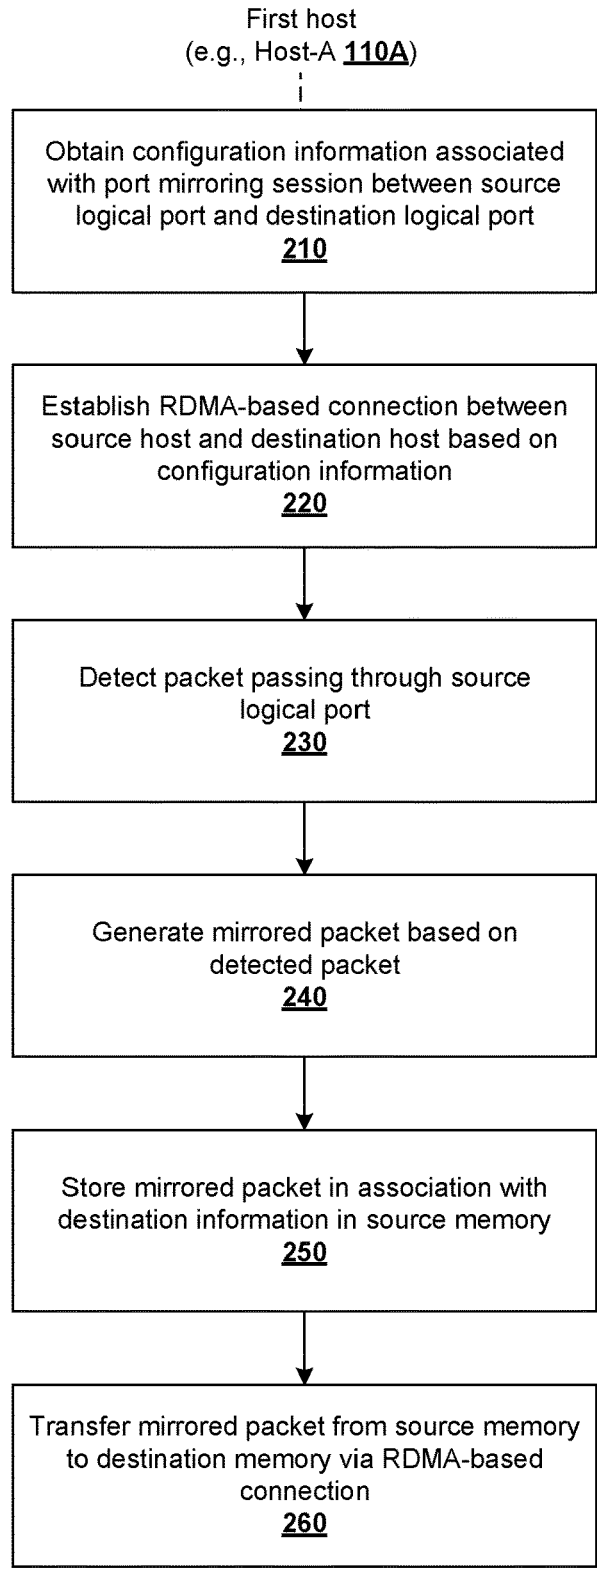 First host
(e.g., Host-A 110A)
Obtain configuration information associated
with port mirroring session between source
logical port and destination logical port
210
Establish RDMA-based connection between
source host and destination host based on
configuration information
220
Detect packet passing through source
logical port
230
Generate mirrored packet based on
detected packet
240
Store mirrored packet in association with
destination information in source memory
250
Transfer mirrored packet from source memory
to destination memory via RDMA-based
connection
260